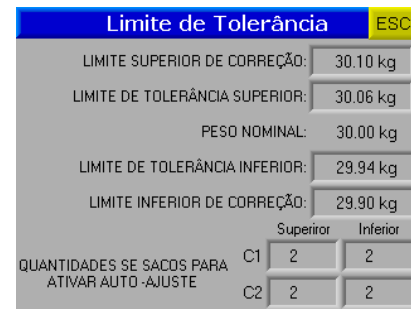 Limite de Tolerância ESC
LIMITE SUPERIOR DE CORREÇÃO: 30.10 kg
LIMITE DE TOLERÂNCIA SUPERIOR: 30.06 kg
PESO NOMINAL: 30.00 kg
LIMITE DE TOLERÂNCIA INFERIOR: 29.94 kg
LIMITE INFERIOR DE CORREÇÃO: 29.90 kg
Superiror Inferior
QUANTIDADES SE SACOS PARA ATIVAR AUTO -AJUSTE
C1 2 2
C2 2 2